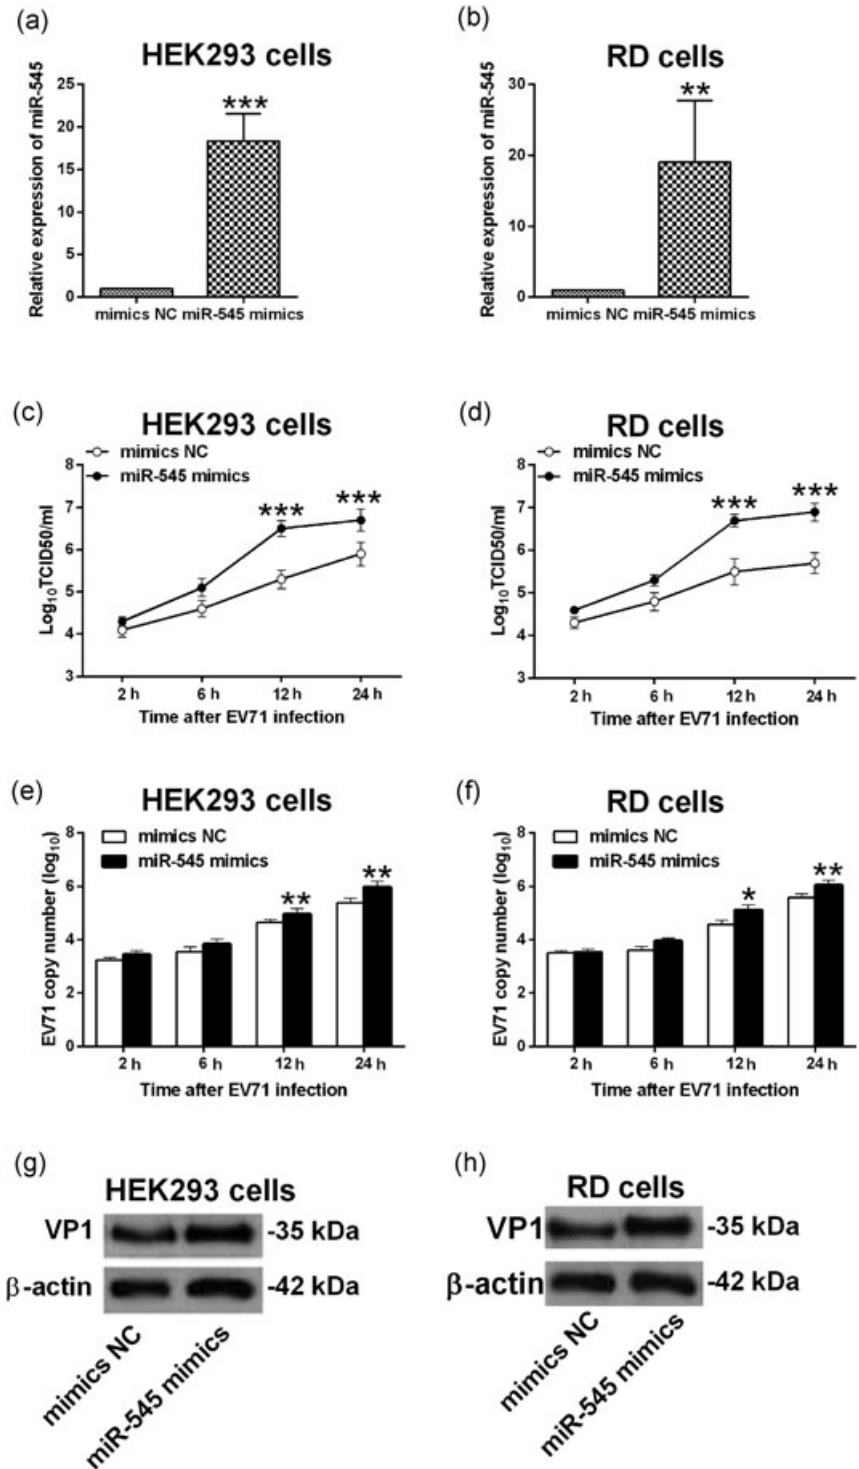 (a)
HEK293 cells
Relative expression of miR-545
25
20
15
10
5
0
***
mimics NC miR-545 mimics
(b)
RD cells
Relative expression of miR-545
30
20
10
0
**
mimics NC miR-545 mimics
(c)
HEK293 cells
mimics NC
miR-545 mimics
Log₁₀TCID50/ml
8
7
6
5
4
3
*** ***
2 h 6 h 12 h 24 h
Time after EV71 infection
(d)
RD cells
mimics NC
miR-545 mimics
Log₁₀TCID50/ml
8
7
6
5
4
3
*** ***
2 h 6 h 12 h 24 h
Time after EV71 infection
(e)
HEK293 cells
mimics NC
miR-545 mimics
EV71 copy number (log₁₀)
8
6
4
2
0
** **
2 h 6 h 12 h 24 h
Time after EV71 infection
(f)
RD cells
mimics NC
miR-545 mimics
EV71 copy number (log₁₀)
8
6
4
2
0
* **
2 h 6 h 12 h 24 h
Time after EV71 infection
(g)
HEK293 cells
VP1 -35 kDa
β-actin -42 kDa
mimics NC
miR-545 mimics
(h)
RD cells
VP1 -35 kDa
β-actin -42 kDa
mimics NC
miR-545 mimics